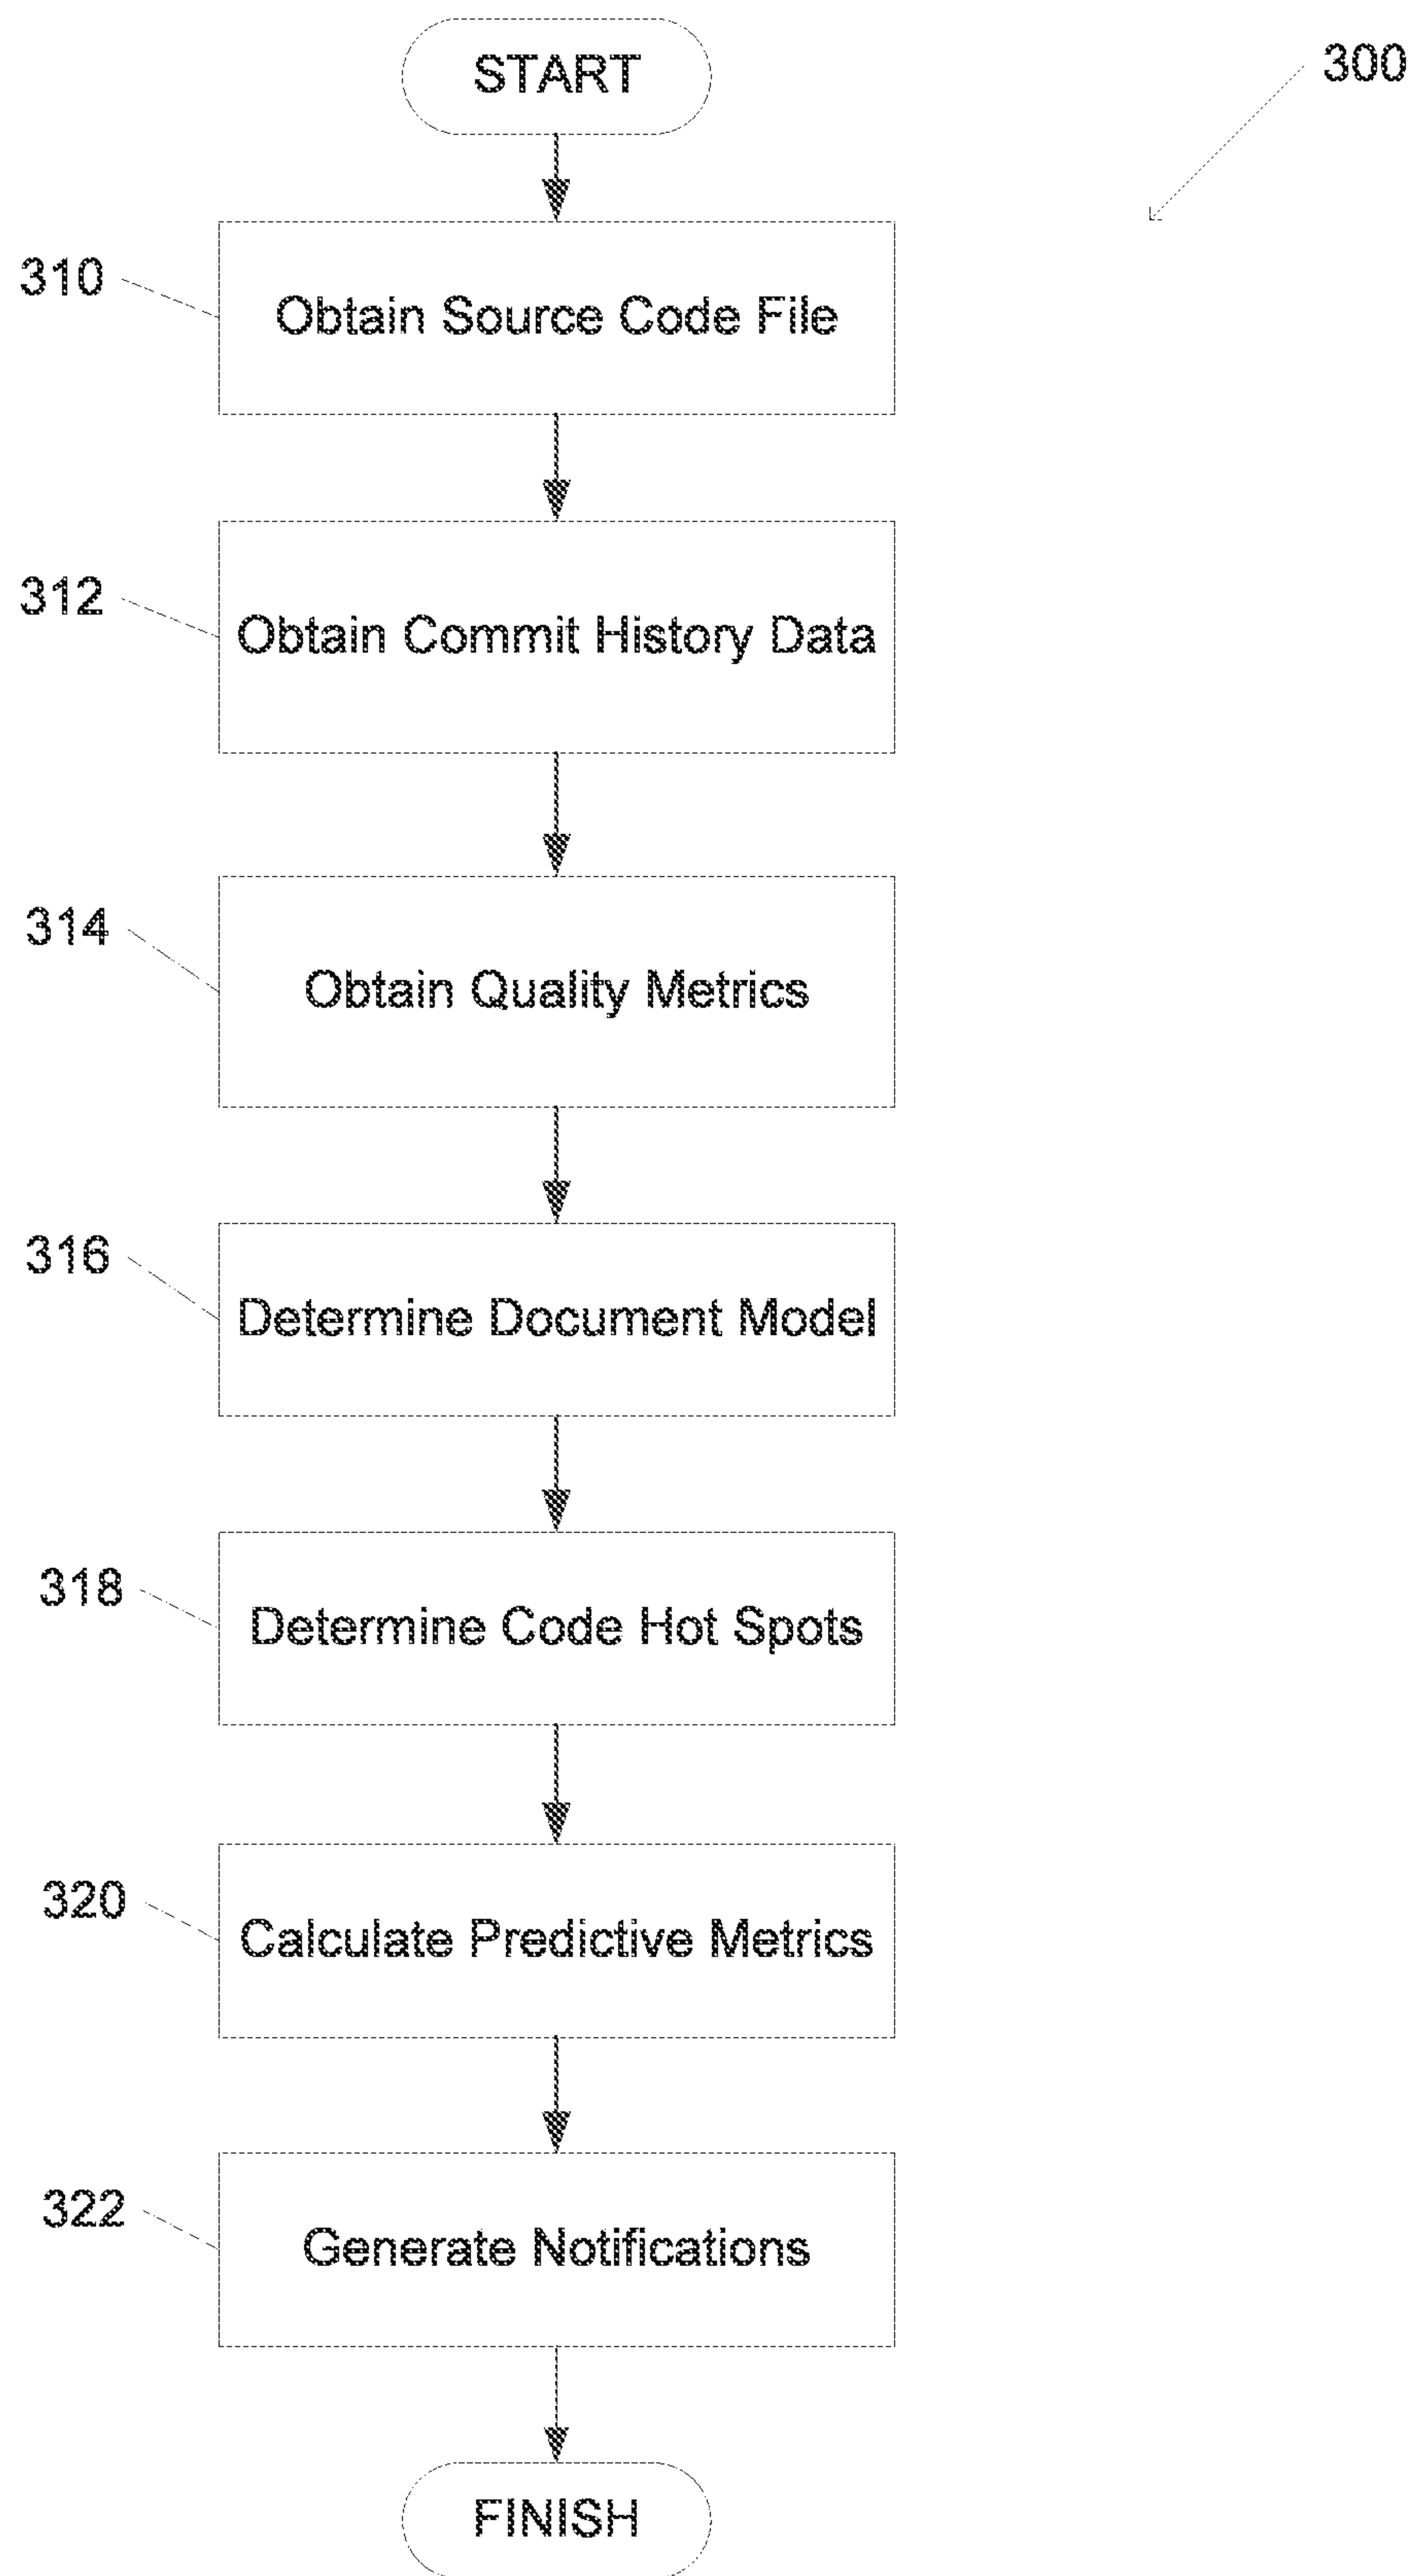 START
300
310
Obtain Source Code File
312
Obtain Commit History Data
314
Obtain Quality Metrics
316
Determine Document Model
318
Determine Code Hot Spots
320
Calculate Predictive Metrics
322
Generate Notifications
FINISH